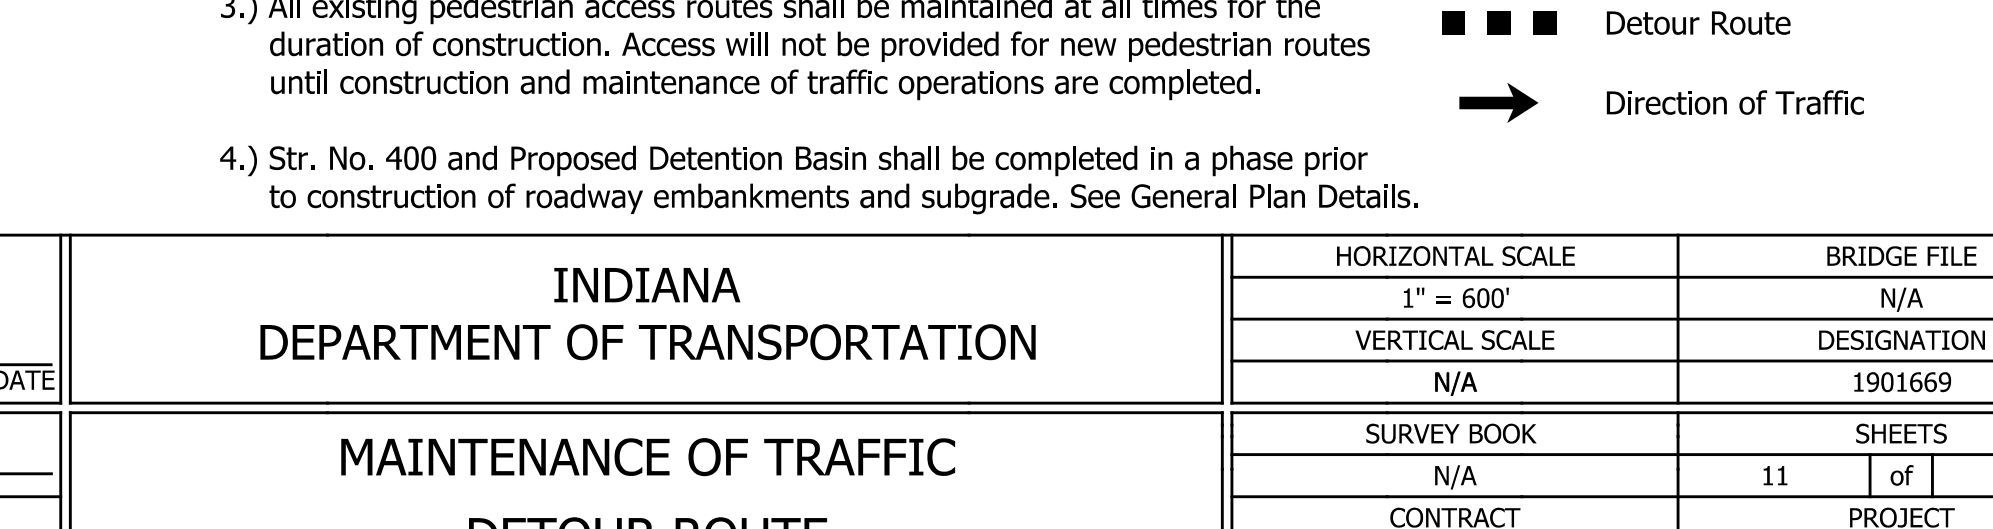 3.) All existing pedestrian access routes shall be maintained at all times for the
duration of construction. Access will not be provided for new pedestrian routes
until construction and maintenance of traffic operations are completed.
4.) Str. No. 400 and Proposed Detention Basin shall be completed in a phase prior
to construction of roadway embankments and subgrade. See General Plan Details.
Detour Route
Direction of Traffic
DATE
INDIANA
DEPARTMENT OF TRANSPORTATION
MAINTENANCE OF TRAFFIC
DETOUR ROUTE
HORIZONTAL SCALE
1" = 600'
VERTICAL SCALE
N/A
BRIDGE FILE
N/A
DESIGNATION
1901669
SURVEY BOOK
N/A
CONTRACT
SHEETS
11 of
PROJECT